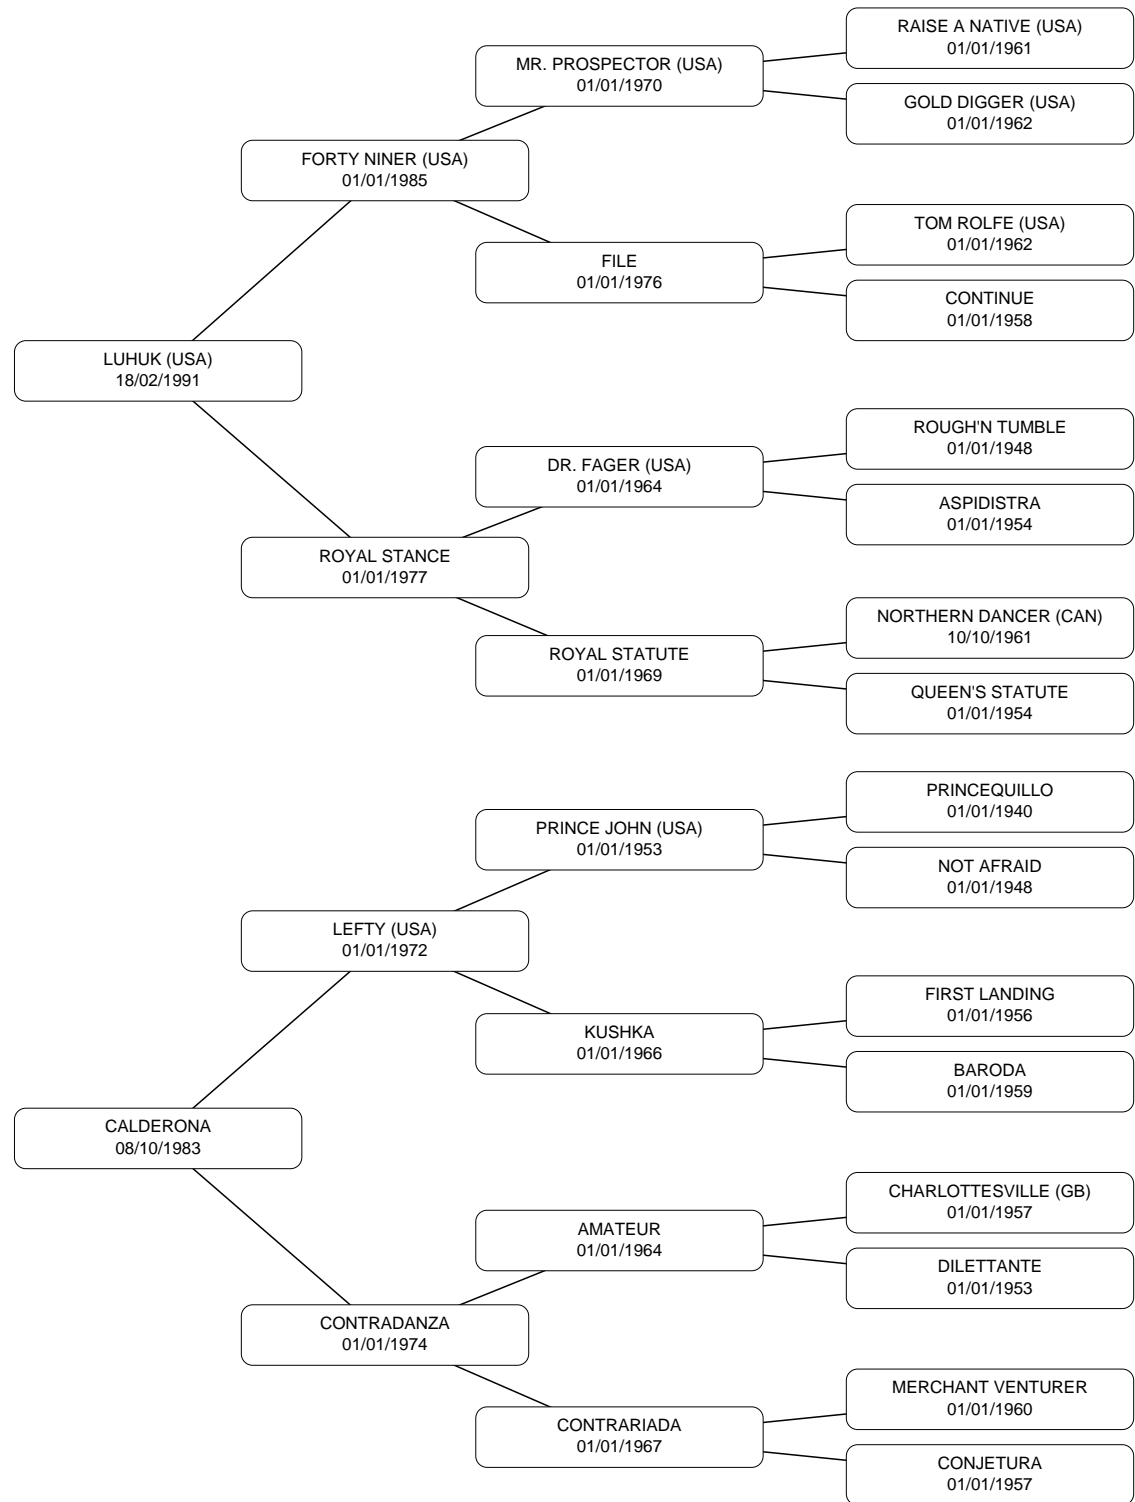 RAISE A NATIVE (USA)
01/01/1961
MR. PROSPECTOR (USA)
01/01/1970
GOLD DIGGER (USA)
01/01/1962
FORTY NINER (USA)
01/01/1985
TOM ROLFE (USA)
01/01/1962
FILE
01/01/1976
CONTINUE
01/01/1958
LUHUK (USA)
18/02/1991
ROUGH'N TUMBLE
01/01/1948
DR. FAGER (USA)
01/01/1964
ASPIDISTRA
01/01/1954
ROYAL STANCE
01/01/1977
NORTHERN DANCER (CAN)
10/10/1961
ROYAL STATUTE
01/01/1969
QUEEN'S STATUTE
01/01/1954
PRINCEQUILLO
01/01/1940
PRINCE JOHN (USA)
01/01/1953
NOT AFRAID
01/01/1948
LEFTY (USA)
01/01/1972
FIRST LANDING
01/01/1956
KUSHKA
01/01/1966
BARODA
01/01/1959
CALDERONA
08/10/1983
CHARLOTTESVILLE (GB)
01/01/1957
AMATEUR
01/01/1964
DILETTANTE
01/01/1953
CONTRADANZA
01/01/1974
MERCHANT VENTURER
01/01/1960
CONTRARIADA
01/01/1967
CONJETURA
01/01/1957